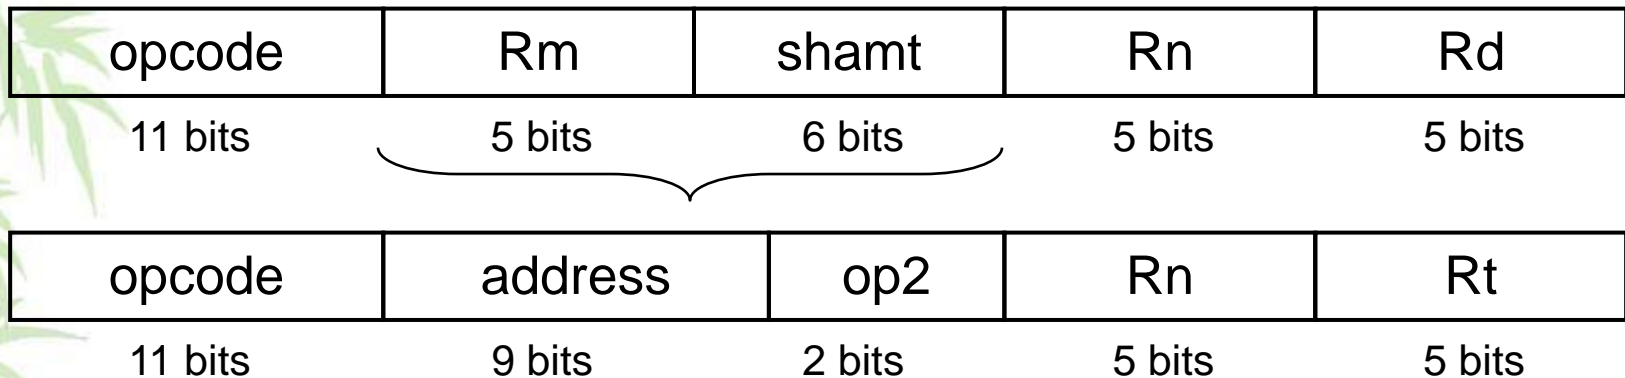 opcode Rm shamt Rn Rd
11 bits 5 bits 6 bits 5 bits 5 bits
opcode address op2 Rn Rt
11 bits 9 bits 2 bits 5 bits 5 bits